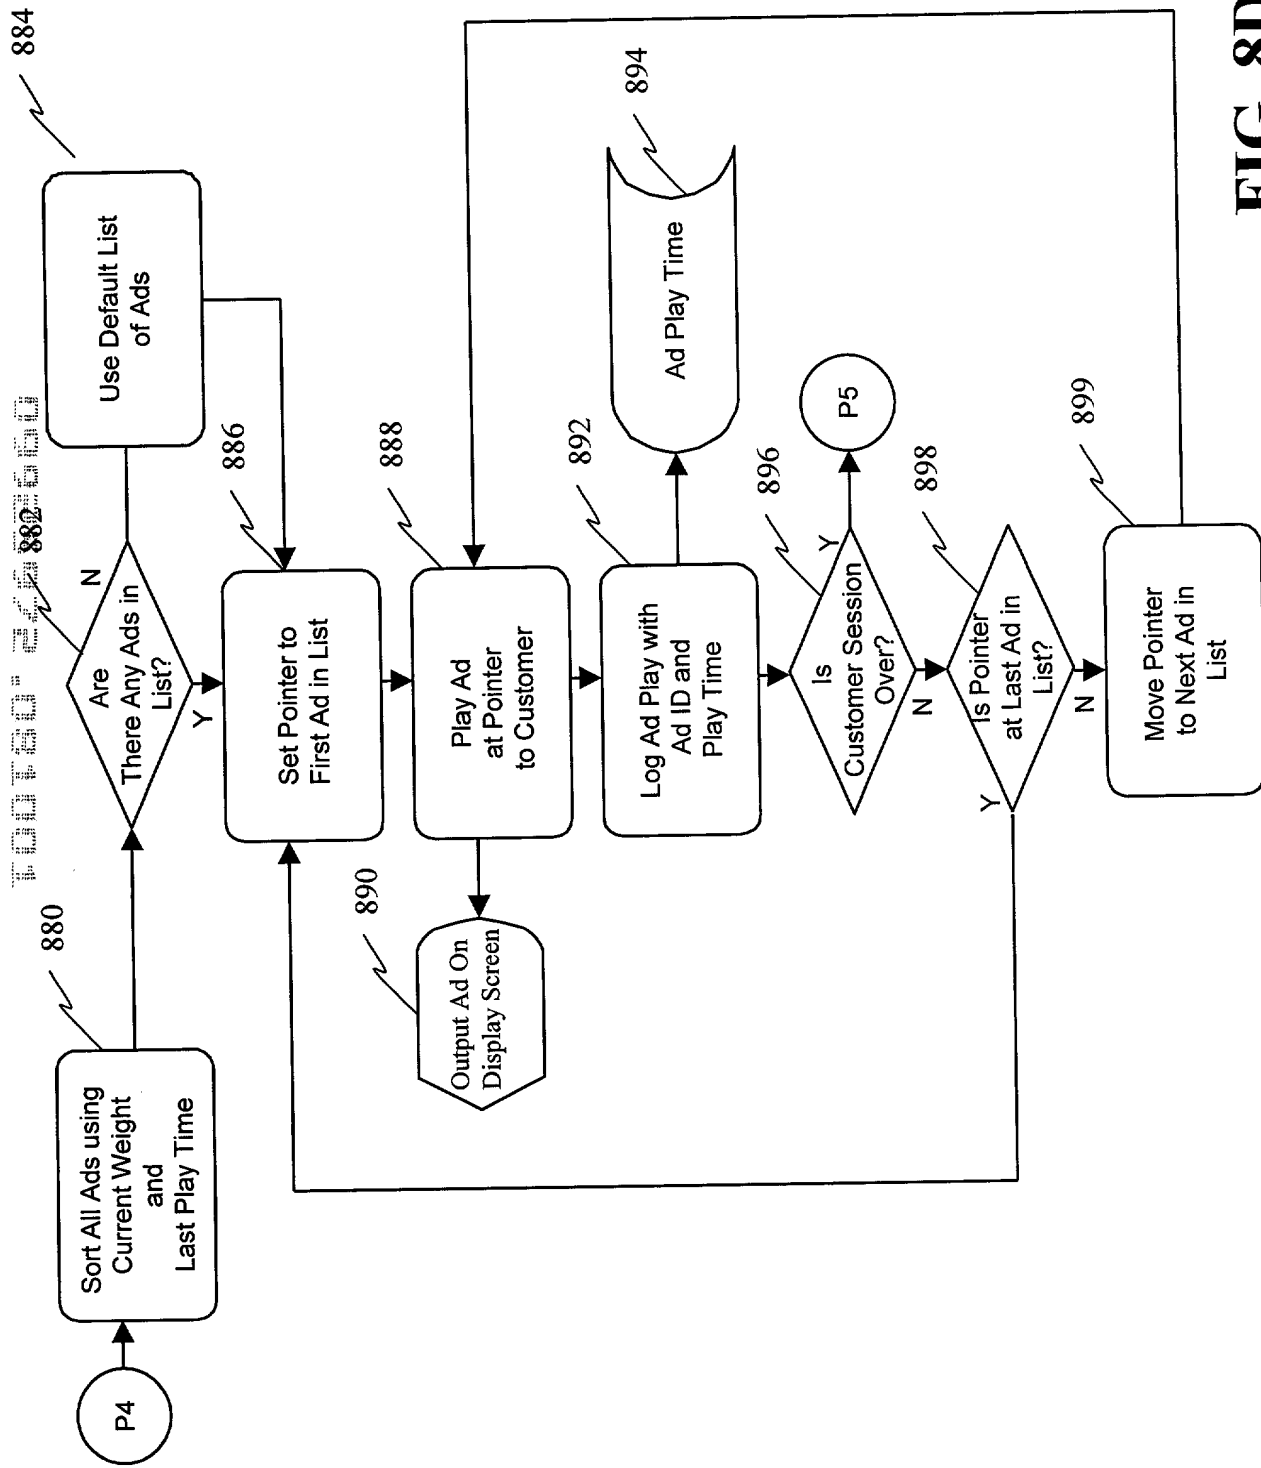 P4
Sort All Ads using
Current Weight
and
Last Play Time
880
Are
There Any Ads in
List?
882
N
Y
Use Default List
of Ads
884
Set Pointer to
First Ad in List
886
Play Ad
at Pointer
to Customer
888
Output Ad On
Display Screen
890
Log Ad Play with
Ad ID and
Play Time
892
Ad Play Time
894
Is
Customer Session
Over?
896
Y
N
P5
Is Pointer
at Last Ad in
List?
898
Y
N
Move Pointer
to Next Ad in
List
899
FIG. 8D